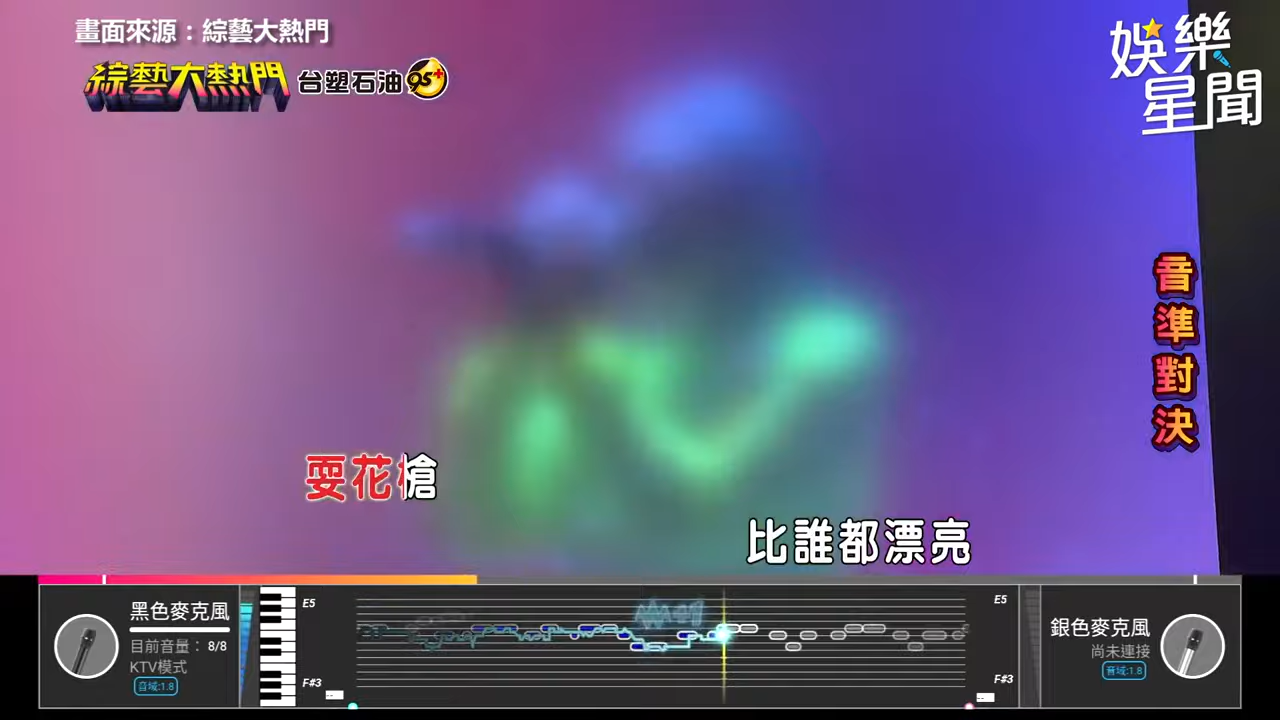 畫面來源：綜藝大熱門
綜藝大熱門 台塑石油 95+
娛樂星聞
音準對決
耍花槍
比誰都漂亮
黑色麥克風
目前音量： 8/8
KTV模式
音域:1.8
E5
F#3
--
E5
F#3
--
銀色麥克風
尚未連接
音域:1.8